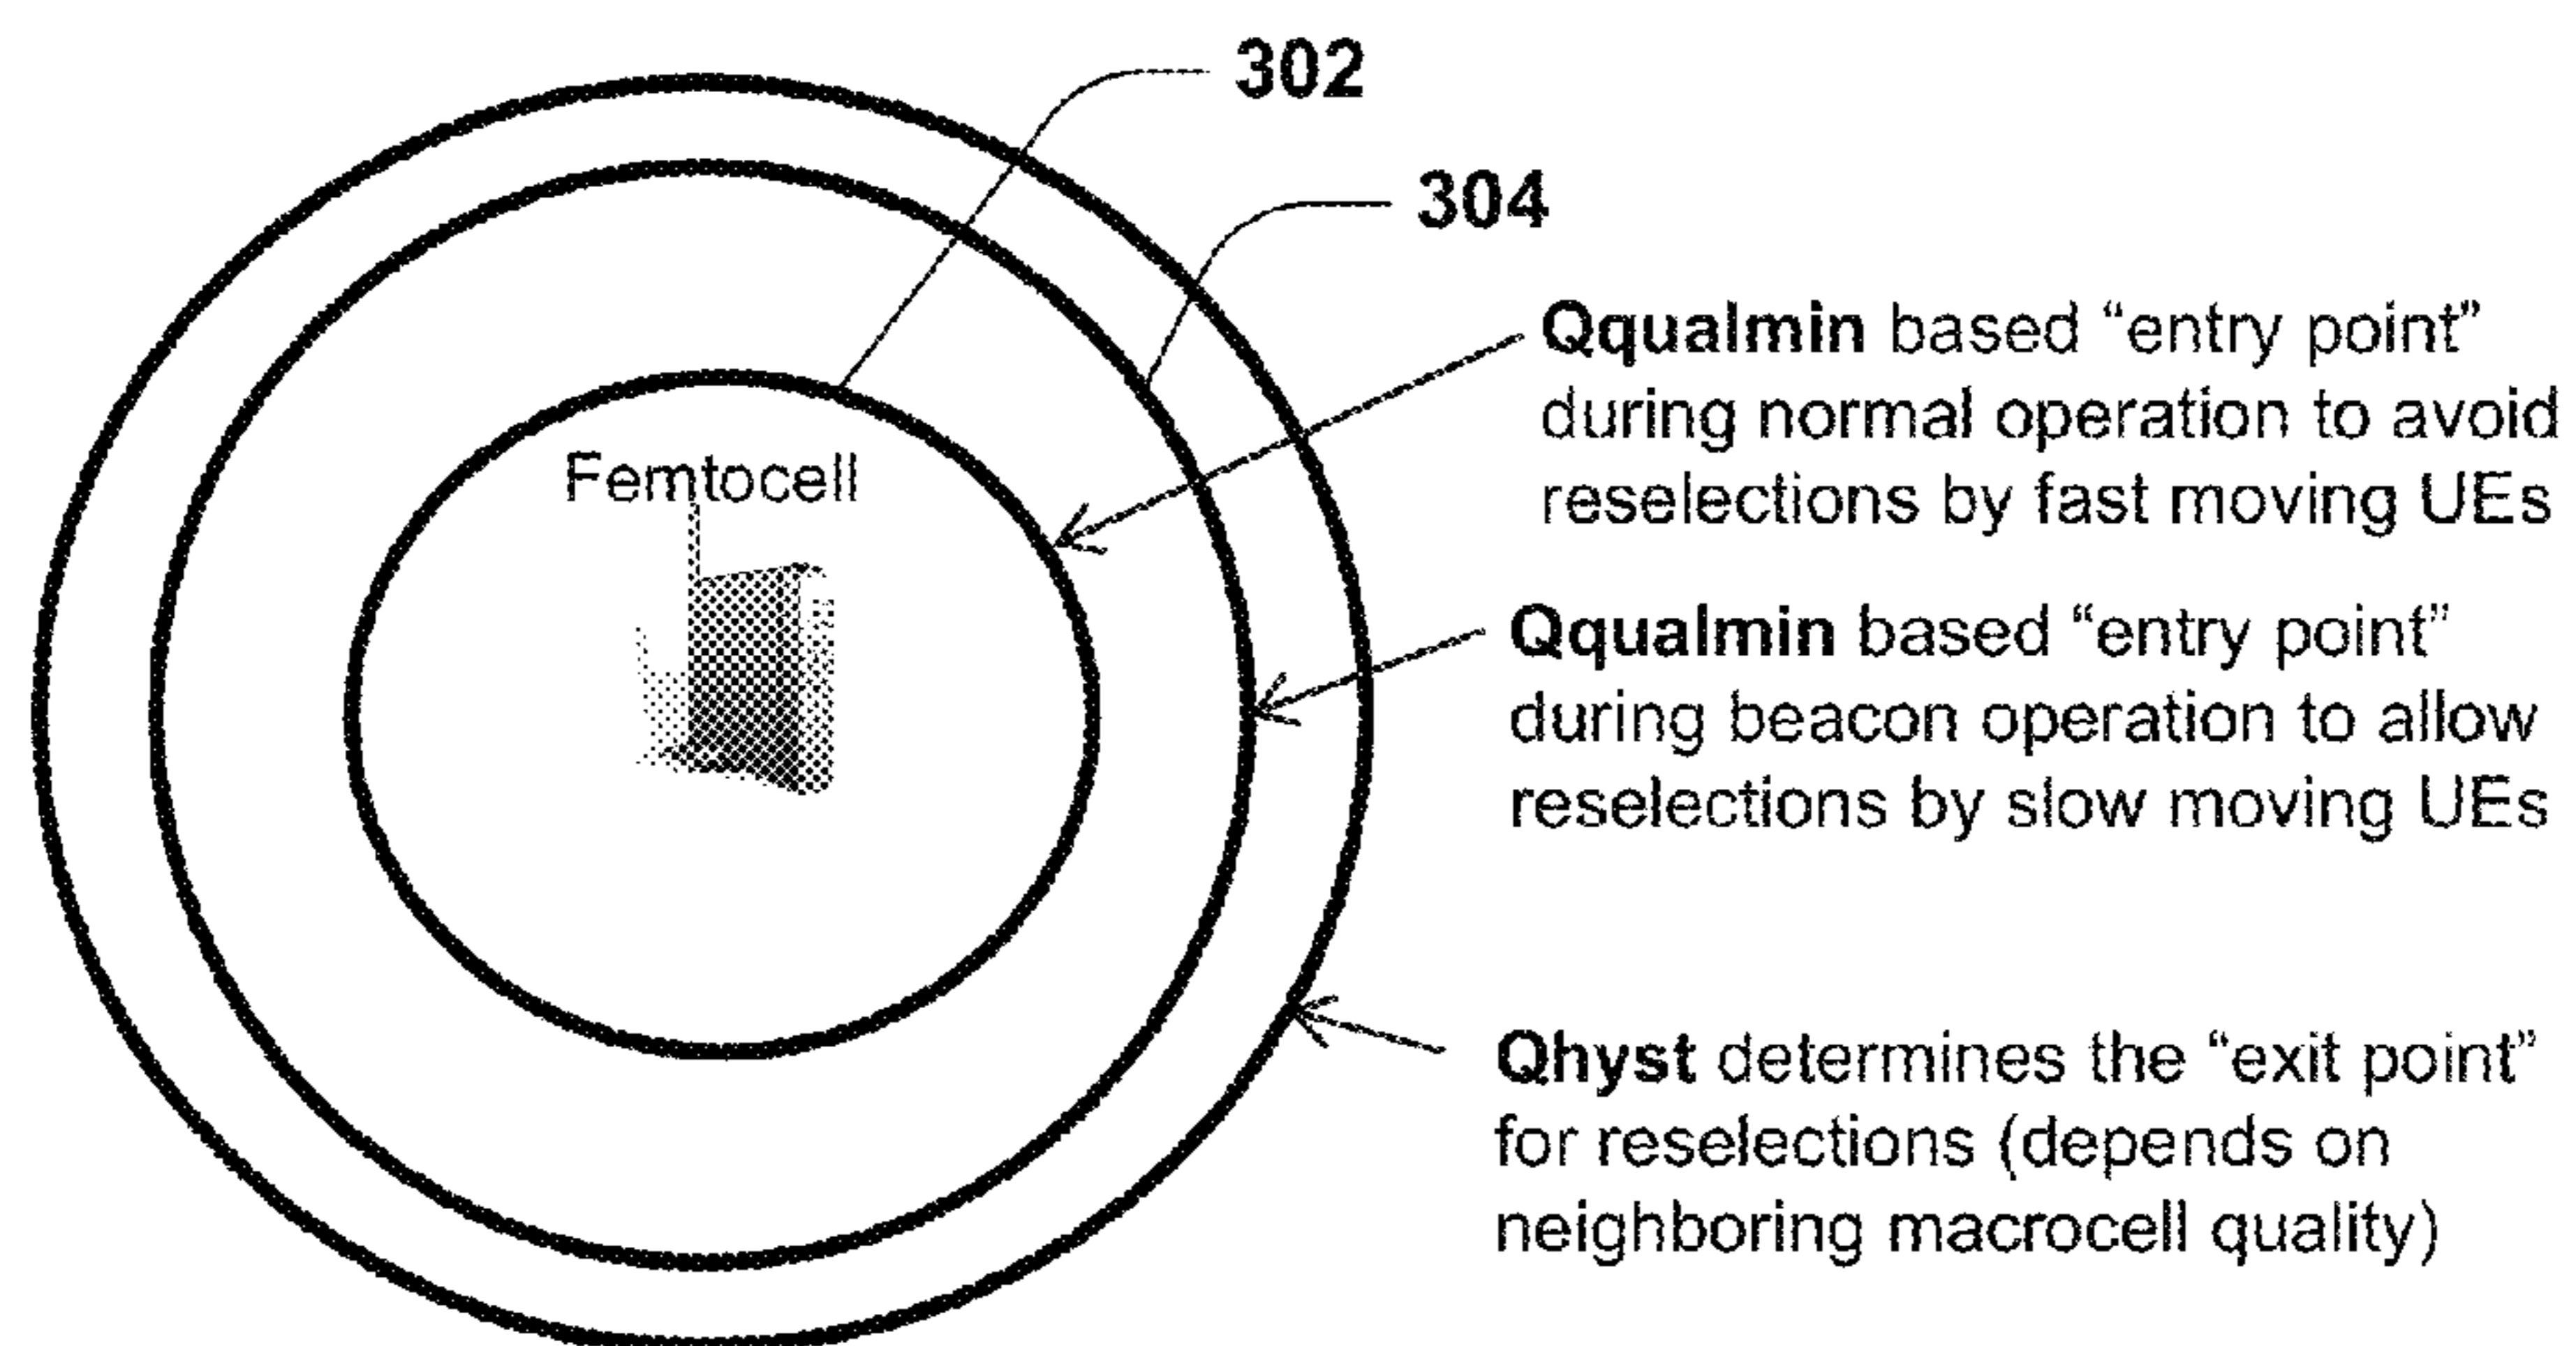 302
304
Qqualmin based “entry point”
during normal operation to avoid
reselections by fast moving UEs
Femtocell
Qqualmin based “entry point”
during beacon operation to allow
reselections by slow moving UEs
Qhyst determines the “exit point”
for reselections (depends on
neighboring macrocell quality)